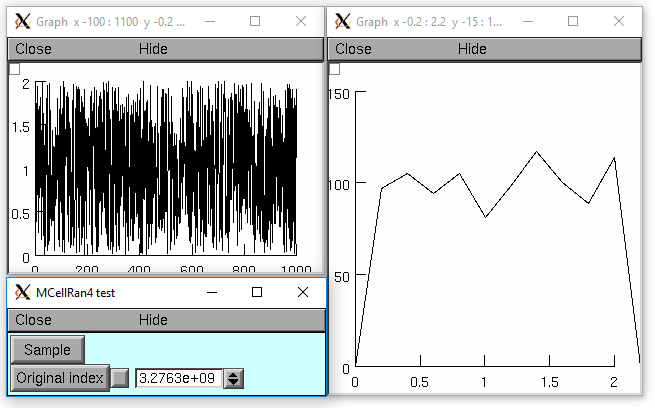 Graph x -100 : 1100 y -0.2 ...
Close Hide
2
1.5
1
0.5
0
0 200 400 600 800 1000
Graph x -0.2 : 2.2 y -15 : 1...
Close Hide
150
100
50
0
0 0.5 1 1.5 2
MCellRan4 test
Close Hide
Sample
Original index 3.2763e+09